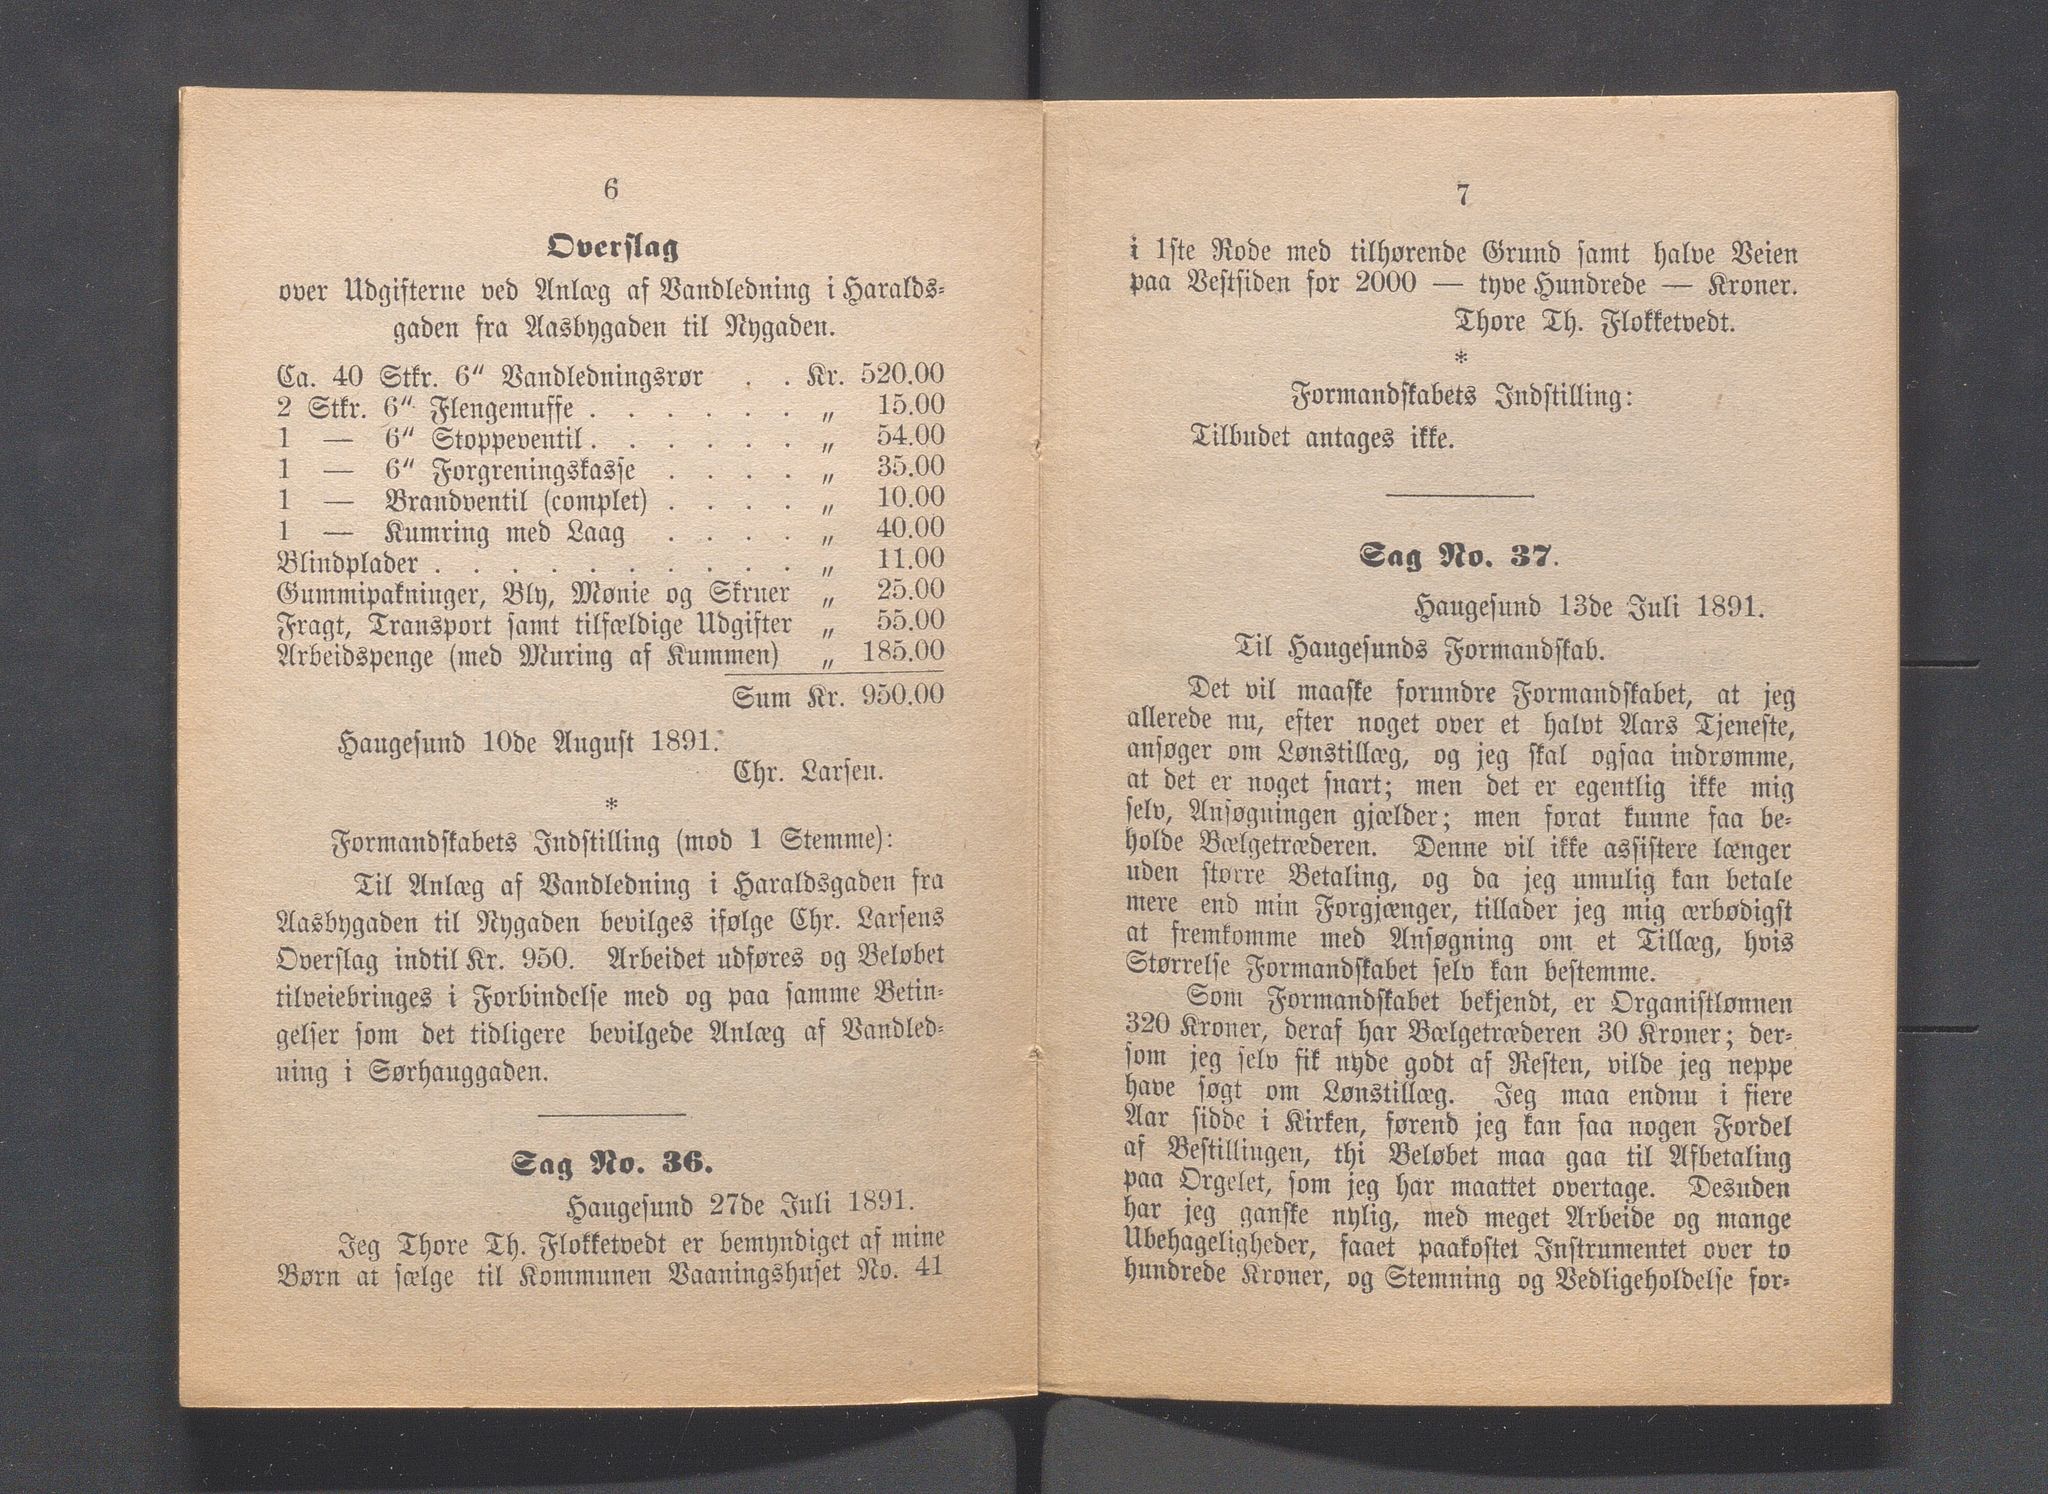 6
Overslag
over Udgifterne ved Anlæg af Vandledning i Haralds-
gaden fra Aasbygaden til Nygaden.
Ca. 40 Stkr. 6" Vandledningsrør . . Kr. 520.00
2 Stkr. 6" Flengemuffe . . . . . . „ 15.00
1 — 6" Stoppeventil . . . . . . „ 54.00
1 — 6" Forgreningskasse . . . . „ 35.00
1 — Brandventil (complet) . . . . „ 10.00
1 — Kumring med Laag . . . . „ 40.00
Blindplader . . . . . . . . . . „ 11.00
Gummipakninger, Bly, Mønie og Skruer „ 25.00
Fragt, Transport samt tilfældige Udgifter „ 55.00
Arbeidspenge (med Muring af Kummen) „ 185.00
Sum Kr. 950.00
Haugesund 10de August 1891.
Chr. Larsen.
*
Formandskabets Indstilling (mod 1 Stemme):
Til Anlæg af Vandledning i Haraldsgaden fra
Aasbygaden til Nygaden bevilges ifølge Chr. Larsens
Overslag indtil Kr. 950. Arbeidet udføres og Beløbet
tilveiebringes i Forbindelse med og paa samme Betin-
gelser som det tidligere bevilgede Anlæg af Vandled-
ning i Sørhauggaden.
Sag No. 36.
Haugesund 27de Juli 1891.
Jeg Thore Th. Flokketvedt er bemyndiget af mine
Børn at sælge til Kommunen Vaaningshuset No. 41
7
i 1ste Rode med tilhørende Grund samt halve Veien
paa Vestsiden for 2000 — tyve Hundrede — Kroner.
Thore Th. Flokketvedt.
*
Formandskabets Indstilling:
Tilbudet antages ikke.
Sag No. 37.
Haugesund 13de Juli 1891.
Til Haugesunds Formandskab.
Det vil maaske forundre Formandskabet, at jeg
allerede nu, efter noget over et halvt Aars Tjeneste,
ansøger om Lønstillæg, og jeg skal ogsaa indrømme,
at det er noget snart; men det er egentlig ikke mig
selv, Ansøgningen gjælder; men forat kunne faa be-
holde Bælgetræderen. Denne vil ikke assistere længer
uden større Betaling, og da jeg umulig kan betale
mere end min Forgjænger, tillader jeg mig ærbødigst
at fremkomme med Ansøgning om et Tillæg, hvis
Størrelse Formandskabet selv kan bestemme.
Som Formandskabet bekjendt, er Organistlønnen
320 Kroner, deraf har Bælgetræderen 30 Kroner; der-
som jeg selv fik nyde godt af Resten, vilde jeg neppe
have søgt om Lønstillæg. Jeg maa endnu i fiere
Aar sidde i Kirken, førend jeg kan faa nogen Fordel
af Bestillingen, thi Beløbet maa gaa til Afbetaling
paa Orgelet, som jeg har maattet overtage. Desuden
har jeg ganske nylig, med meget Arbeide og mange
Ubehageligheder, faaet paakostet Instrumentet over to
hundrede Kroner, og Stemning og Vedligeholdelse for-